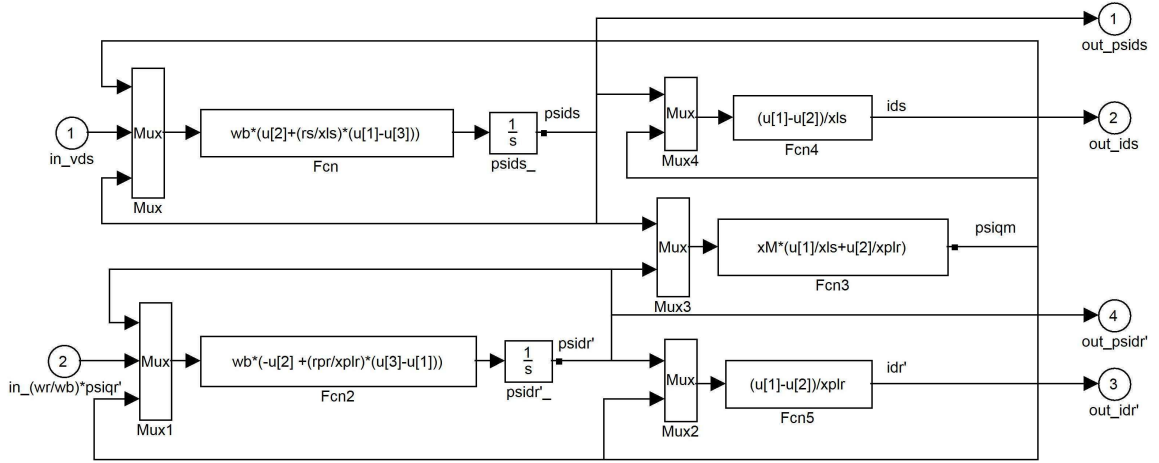 1
out_psids
1
in_vds
Mux
Mux
wb*(u[2]+(rs/xls)*(u[1]-u[3]))
Fcn
1
s
psids_
psids
Mux
Mux4
(u[1]-u[2])/xls
Fcn4
ids
2
out_ids
Mux
Mux3
xM*(u[1]/xls+u[2]/xplr)
Fcn3
psiqm
4
out_psidr'
2
in_(wr/wb)*psiqr'
Mux
Mux1
wb*(-u[2] +(rpr/xplr)*(u[3]-u[1]))
Fcn2
1
s
psidr'_
psidr'
Mux
Mux2
(u[1]-u[2])/xplr
Fcn5
idr'
3
out_idr'